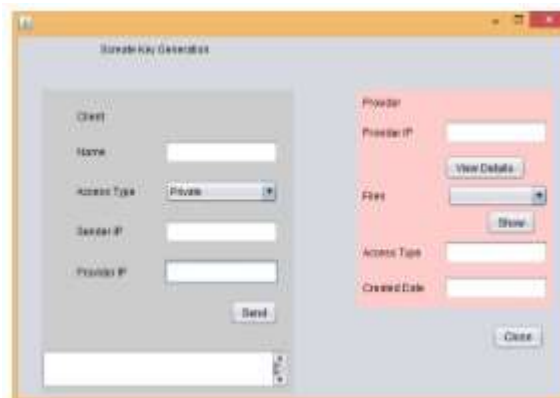 Screate Key Generation
Client
Name
Access Type
Private
Sender IP
Provider IP
Send
Provider
Provider IP
View Details
Files
Show
Access Type
Created Date
Close